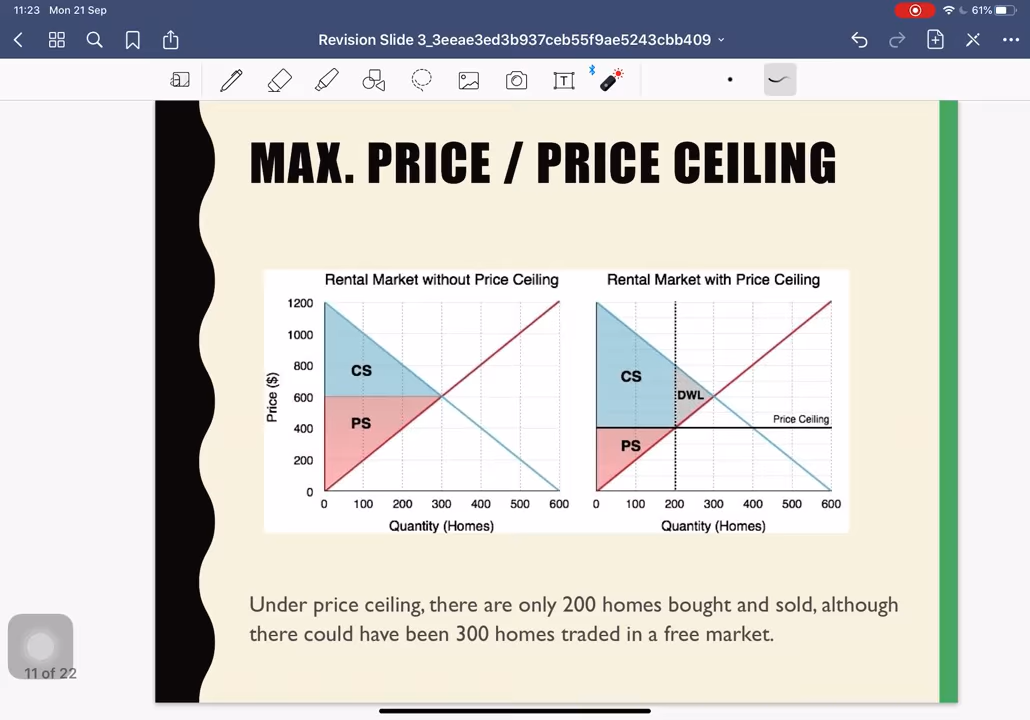 11:23 Mon 21 Sep
61%
Revision Slide 3_3eeae3ed3b937ceb55f9ae5243cbb409
T
MAX. PRICE / PRICE CEILING
Rental Market without Price Ceiling
1200
1000
800
600
400
200
0
Price ($)
CS
PS
0 100 200 300 400 500 600
Quantity (Homes)
Rental Market with Price Ceiling
CS
DWL
Price Ceiling
PS
0 100 200 300 400 500 600
Quantity (Homes)
Under price ceiling, there are only 200 homes bought and sold, although
there could have been 300 homes traded in a free market.
11 of 22